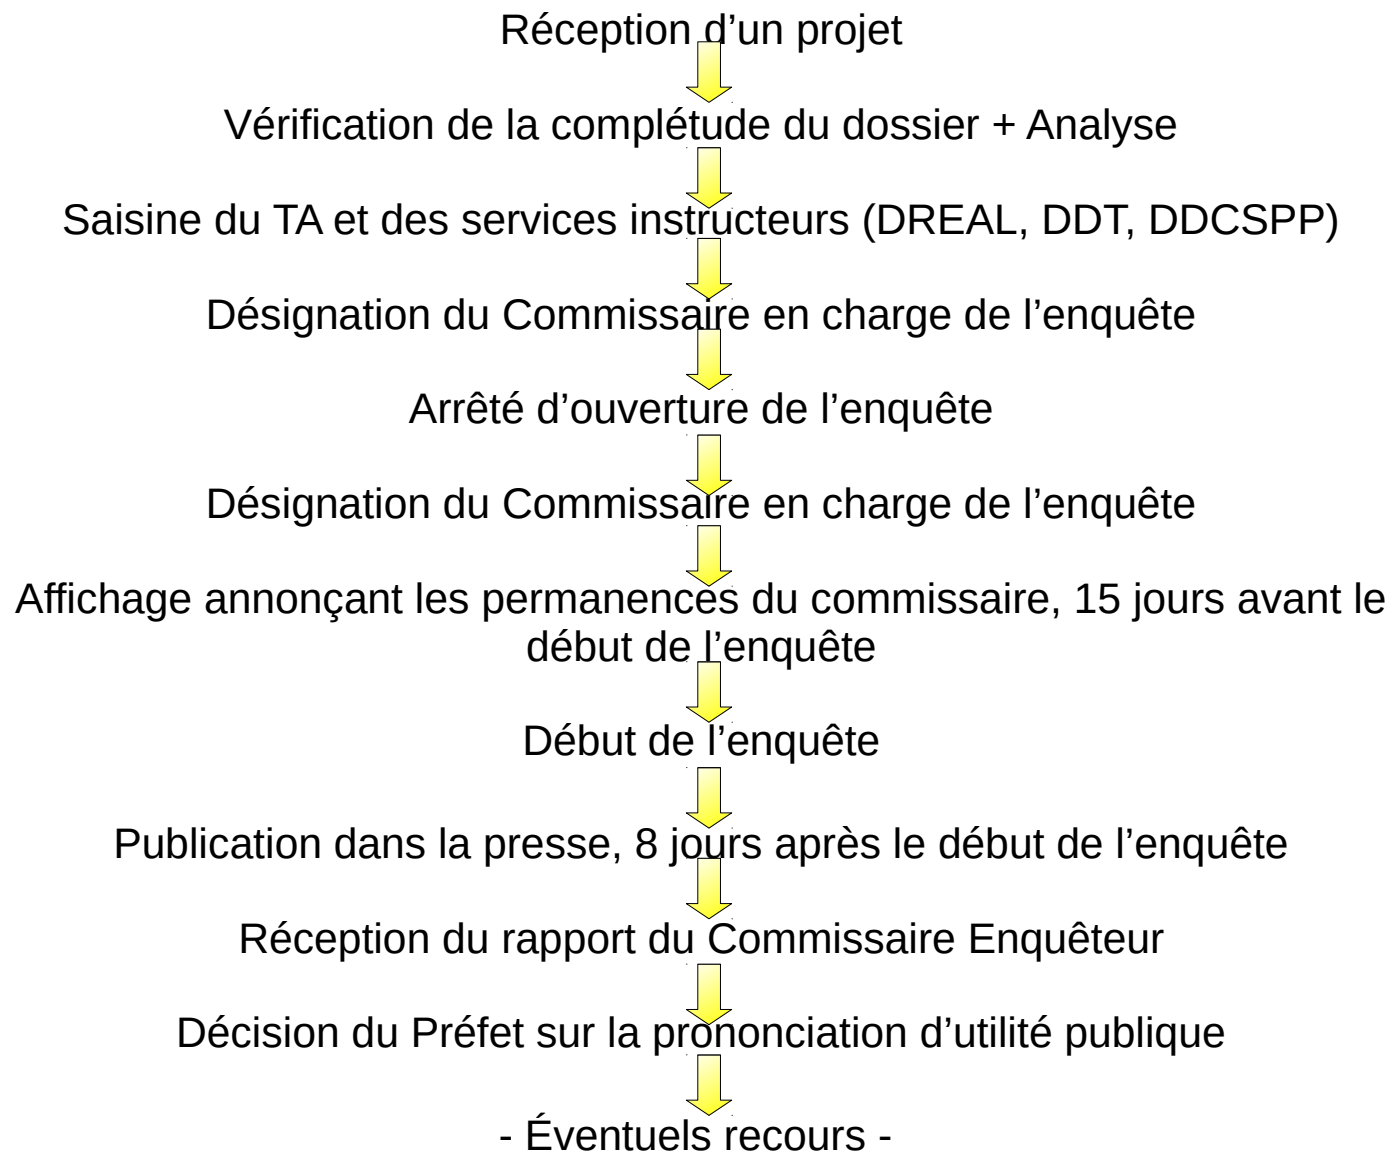 Réception d’un projet
Vérification de la complétude du dossier + Analyse
Saisine du TA et des services instructeurs (DREAL, DDT, DDCSPP)
Désignation du Commissaire en charge de l’enquête
Arrêté d’ouverture de l’enquête
Désignation du Commissaire en charge de l’enquête
Affichage annonçant les permanences du commissaire, 15 jours avant le
début de l’enquête
Début de l’enquête
Publication dans la presse, 8 jours après le début de l’enquête
Réception du rapport du Commissaire Enquêteur
Décision du Préfet sur la prononciation d’utilité publique
- Éventuels recours -